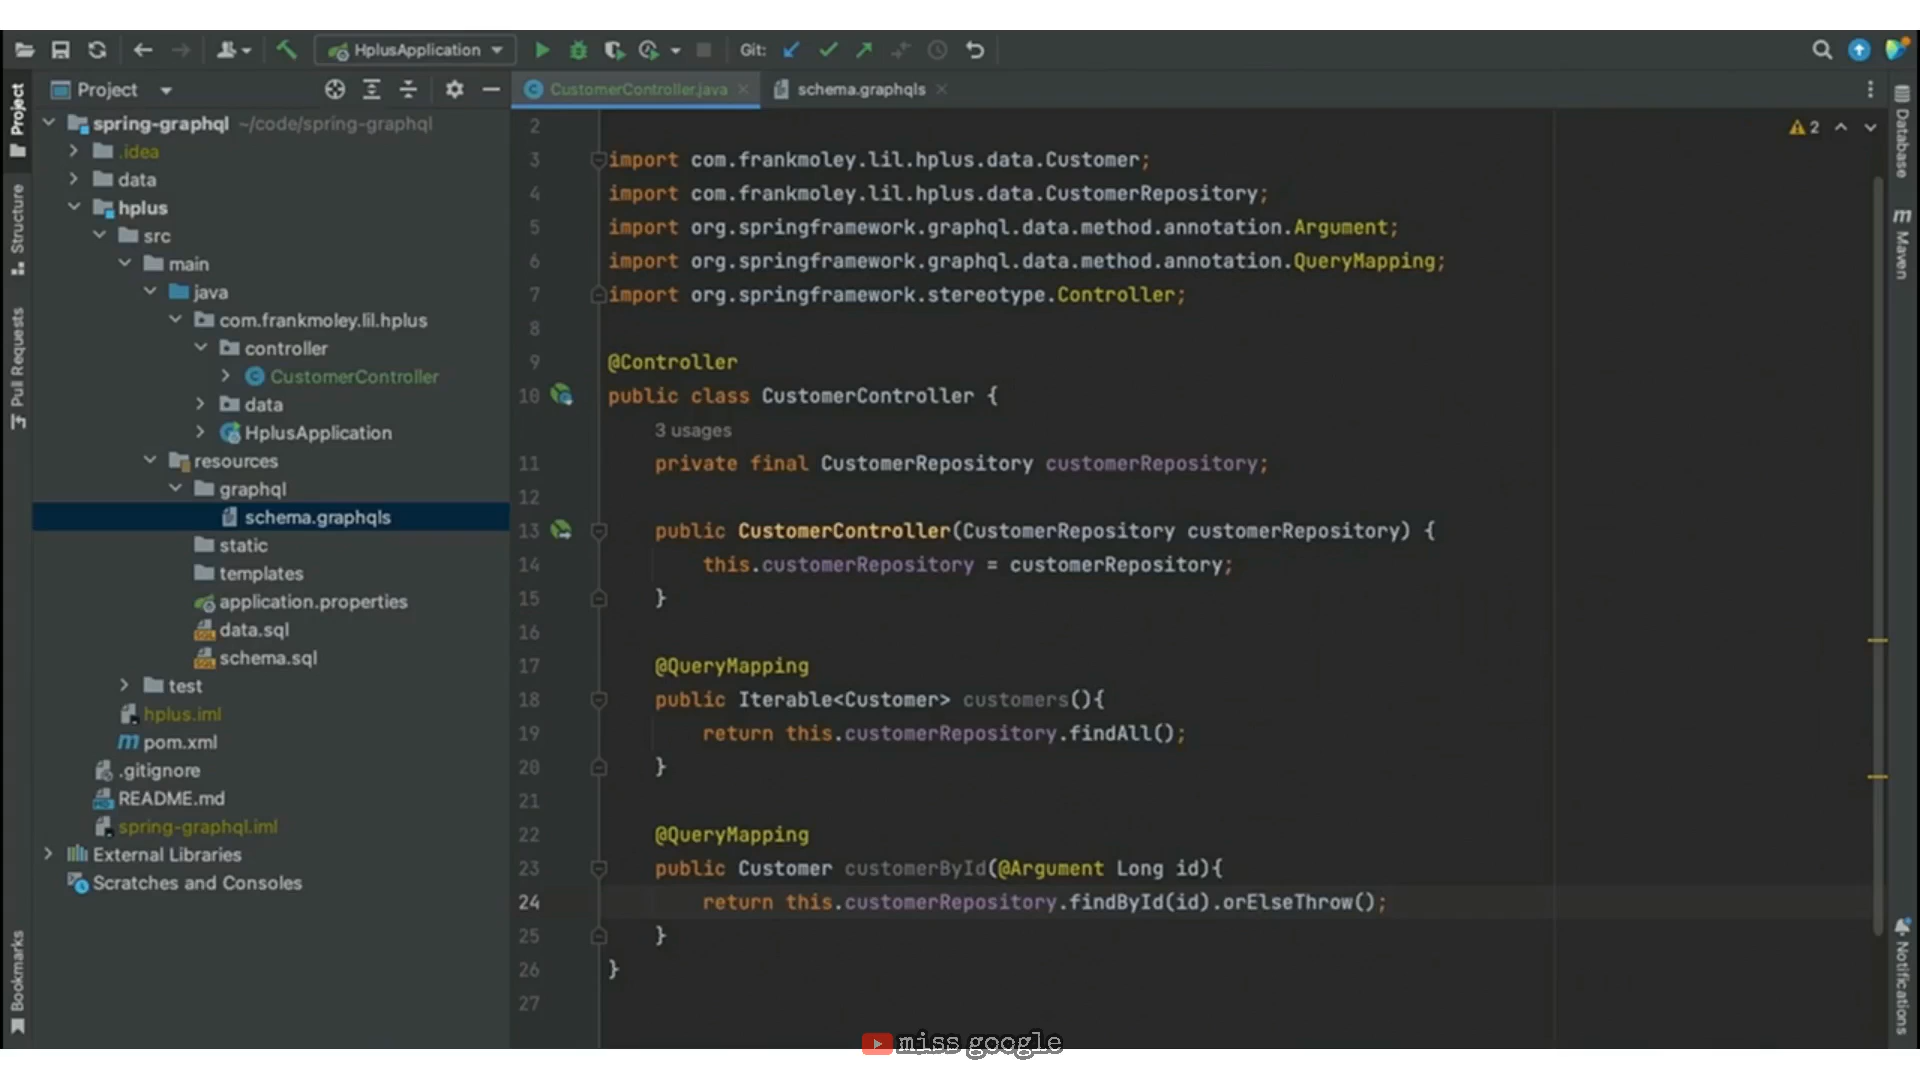 HplusApplication
Git:
Project
CustomerController.java
schema.graphqls
Project
Structure
Pull Requests
Bookmarks
spring-graphql ~/code/spring-graphql
.idea
data
hplus
src
main
java
com.frankmoley.lil.hplus
controller
CustomerController
data
HplusApplication
resources
graphql
schema.graphqls
static
templates
application.properties
data.sql
schema.sql
test
hplus.iml
pom.xml
.gitignore
README.md
spring-graphql.iml
External Libraries
Scratches and Consoles
2
3 import com.frankmoley.lil.hplus.data.Customer;
4 import com.frankmoley.lil.hplus.data.CustomerRepository;
5 import org.springframework.graphql.data.method.annotation.Argument;
6 import org.springframework.graphql.data.method.annotation.QueryMapping;
7 import org.springframework.stereotype.Controller;
8
9 @Controller
10 public class CustomerController {
3 usages
11 private final CustomerRepository customerRepository;
12
13 public CustomerController(CustomerRepository customerRepository) {
14 this.customerRepository = customerRepository;
15 }
16
17 @QueryMapping
18 public Iterable<Customer> customers(){
19 return this.customerRepository.findAll();
20 }
21
22 @QueryMapping
23 public Customer customerById(@Argument Long id){
24 return this.customerRepository.findById(id).orElseThrow();
25 }
26 }
27
2
Database
m Maven
Notifications
miss google